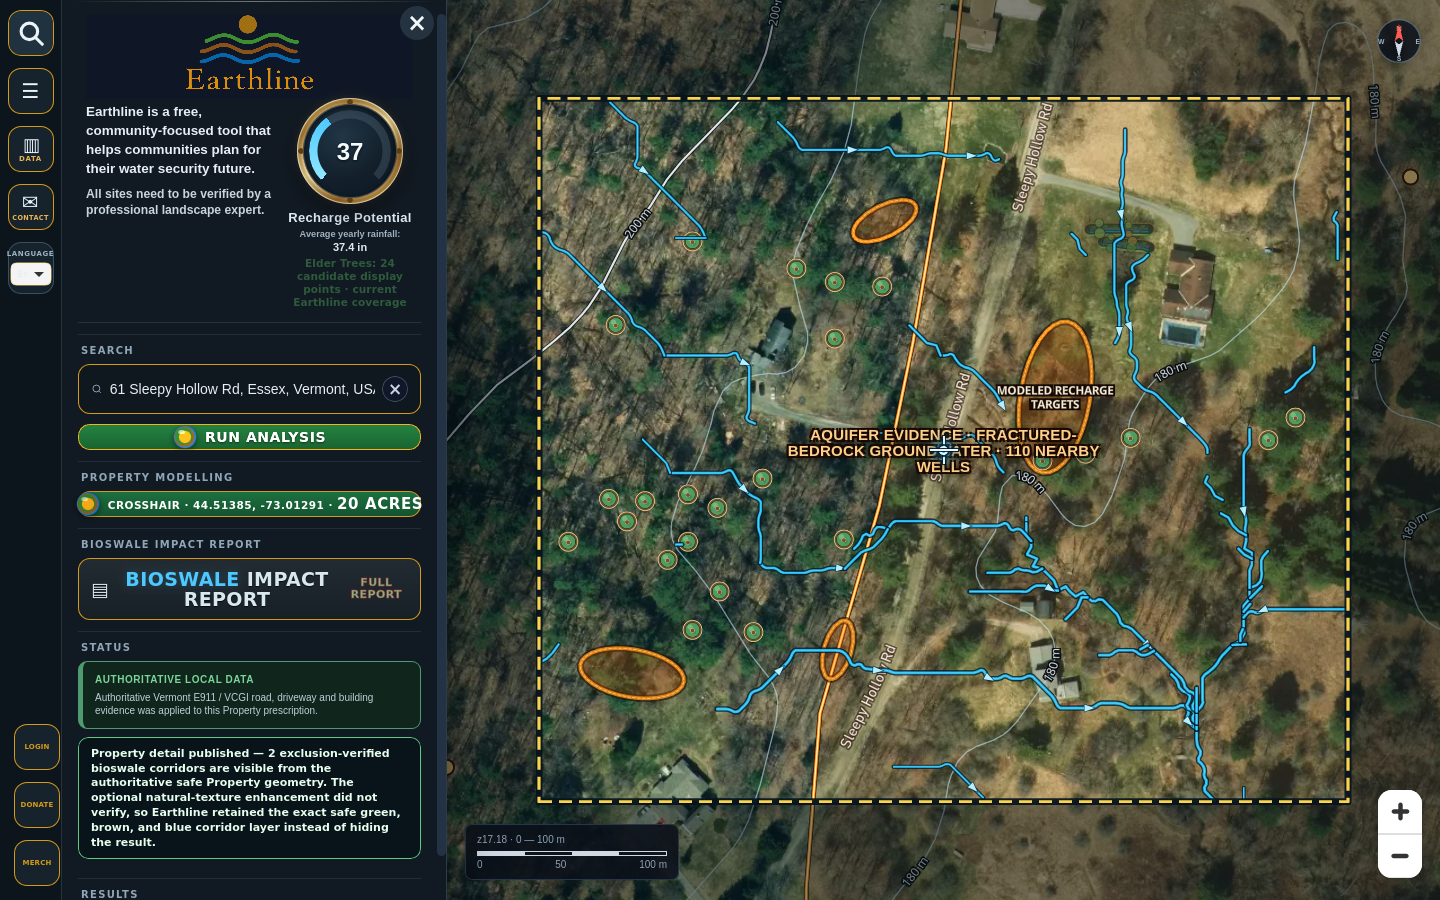 Earthline
Earthline is a free,
community-focused tool that
helps communities plan for
their water security future.
All sites need to be verified by a
professional landscape expert.
37
Recharge Potential
Average yearly rainfall:
37.4 in
Elder Trees: 24
candidate display
points · current
Earthline coverage
DATA
CONTACT
LANGUAGE
SEARCH
61 Sleepy Hollow Rd, Essex, Vermont, USA
RUN ANALYSIS
PROPERTY MODELLING
CROSSHAIR · 44.51385, -73.01291 · 20 ACRES
BIOSWALE IMPACT REPORT
BIOSWALE IMPACT
REPORT
FULL
REPORT
STATUS
AUTHORITATIVE LOCAL DATA
Authoritative Vermont E911 / VCGI road, driveway and building
evidence was applied to this Property prescription.
Property detail published — 2 exclusion-verified
bioswale corridors are visible from the
authoritative safe Property geometry. The
optional natural-texture enhancement did not
verify, so Earthline retained the exact safe green,
brown, and blue corridor layer instead of hiding
the result.
RESULTS
LOGIN
DONATE
MERCH
200 m
200 m
Sleepy Hollow Rd
180 m
180 m
180 m
MODELED RECHARGE
TARGETS
AQUIFER EVIDENCE · FRACTURED-
BEDROCK GROUNDWATER · 110 NEARBY
WELLS
180 m
180 m
180 m
Sleepy Hollow Rd
180 m
N
W
E
S
z17.18 · 0 — 100 m
0
50
100 m